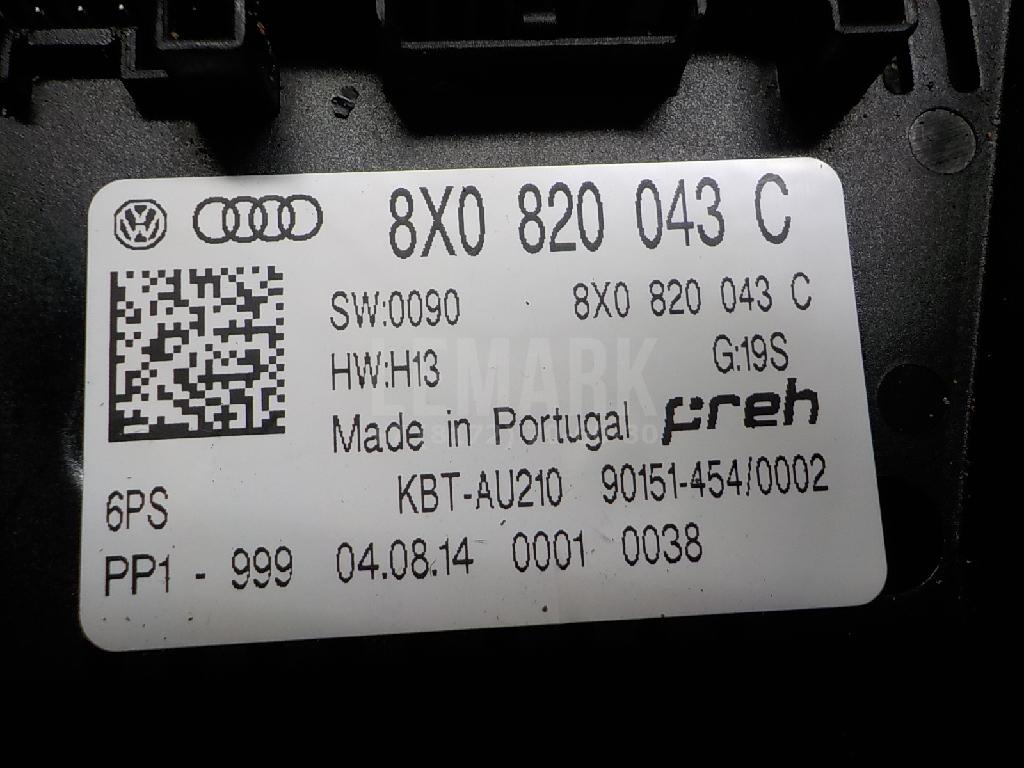 8X0 820 043 C
SW:0090 8X0 820 043 C
HW:H13 G:19S
LEMARK
Made in Portugal preh
6PS KBT-AU210 90151-454/0002
PP1 - 999 04.08.14 0001 0038